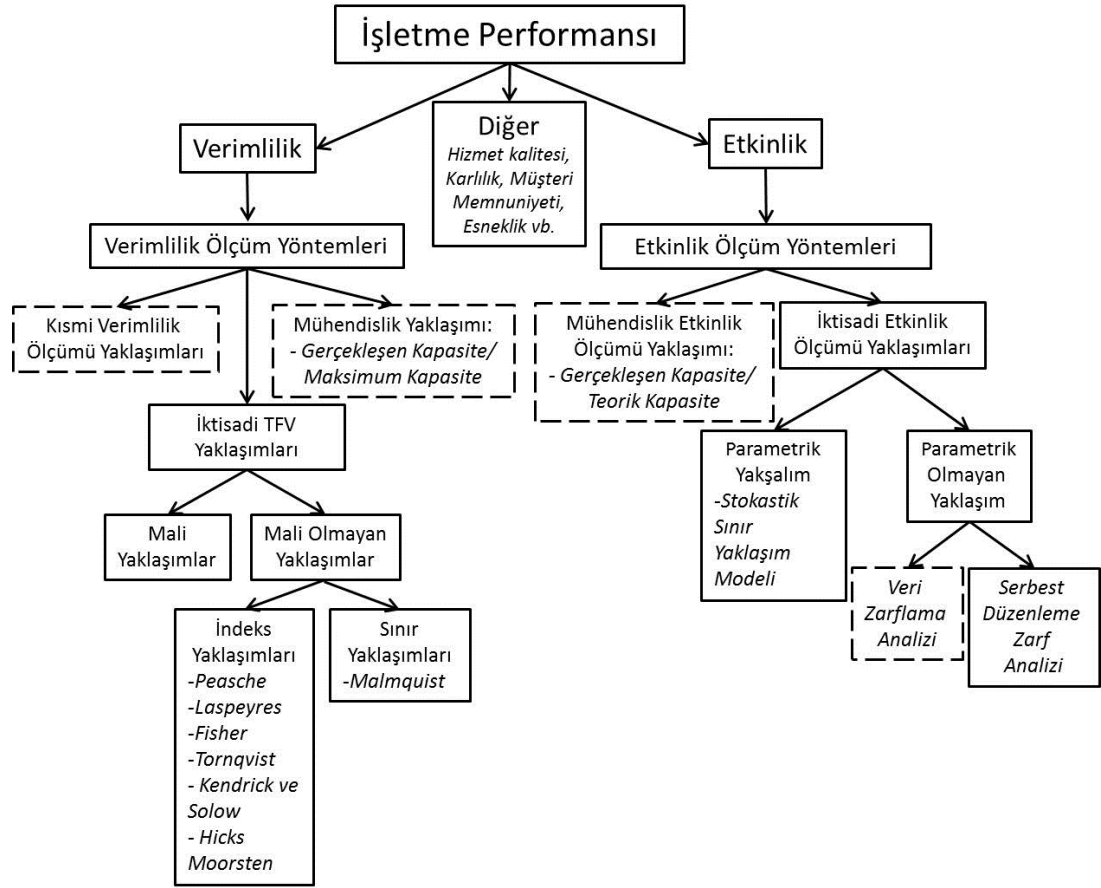 İşletme Performansı
Verimlilik
Diğer
Hizmet kalitesi,
Karlılık, Müşteri
Memnuniyeti,
Esneklik vb.
Etkinlik
Verimlilik Ölçüm Yöntemleri
Etkinlik Ölçüm Yöntemleri
Kısmi Verimlilik
Ölçümü Yaklaşımları
Mühendislik Yaklaşımı:
- Gerçekleşen Kapasite/
Maksimum Kapasite
Mühendislik Etkinlik
Ölçümü Yaklaşımı:
- Gerçekleşen Kapasite/
Teorik Kapasite
İktisadi Etkinlik
Ölçümü Yaklaşımları
İktisadi TFV
Yaklaşımları
Parametrik
Yakşalım
-Stokastik
Sınır
Yaklaşım
Modeli
Parametrik
Olmayan
Yaklaşım
Mali
Yaklaşımlar
Mali Olmayan
Yaklaşımlar
Veri
Zarflama
Analizi
Serbest
Düzenleme
Zarf
Analizi
İndeks
Yaklaşımları
-Peasche
-Laspeyres
-Fisher
-Tornqvist
- Kendrick ve
Solow
- Hicks
Moorsten
Sınır
Yaklaşımları
-Malmquist